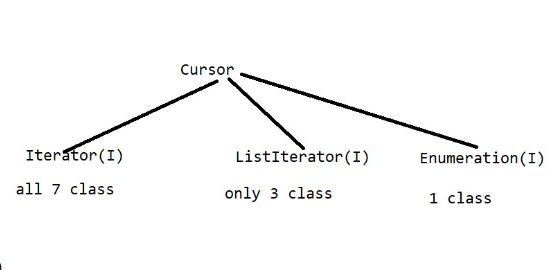 Cursor
Iterator(I)
ListIterator(I)
Enumeration(I)
all 7 class
only 3 class
1 class
)